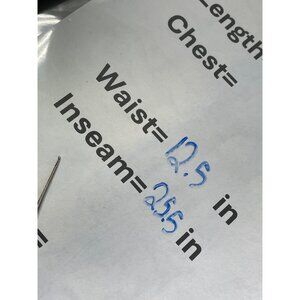 Length
Chest=
Waist= 12.5 in
Inseam= 25.5 in
=